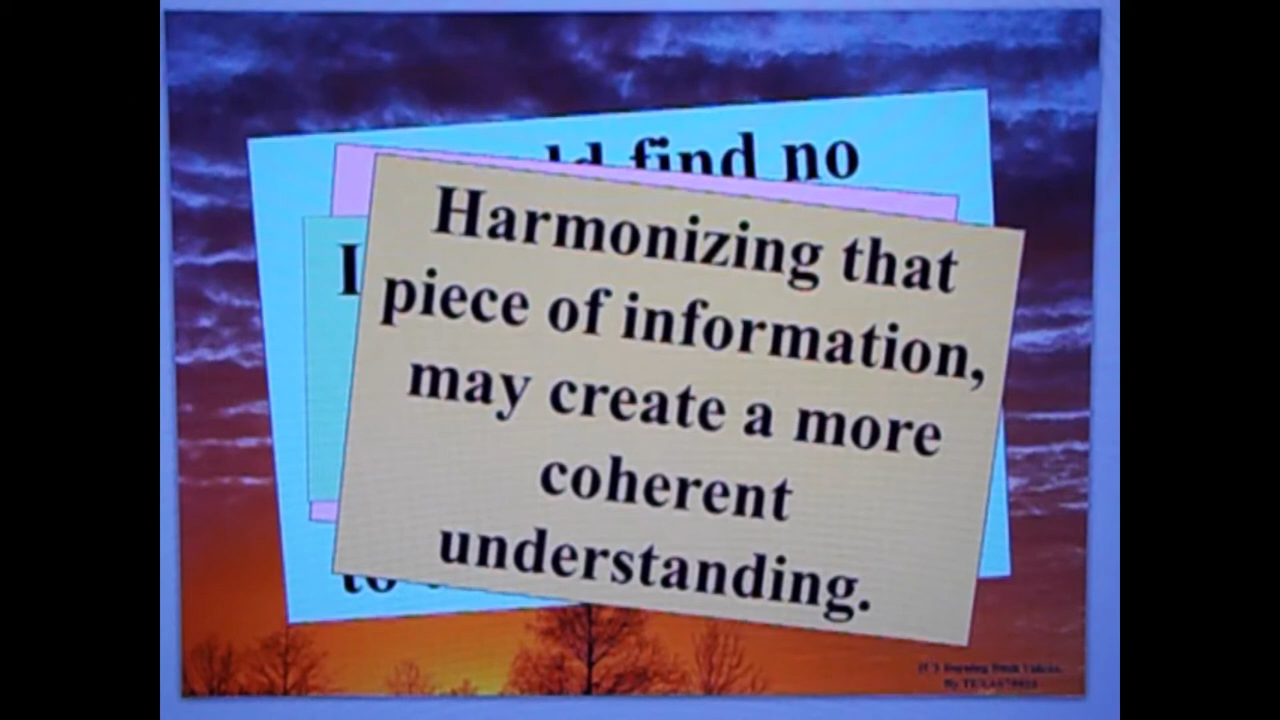 find no
Harmonizing that
piece of information,
may create a more
coherent
understanding.